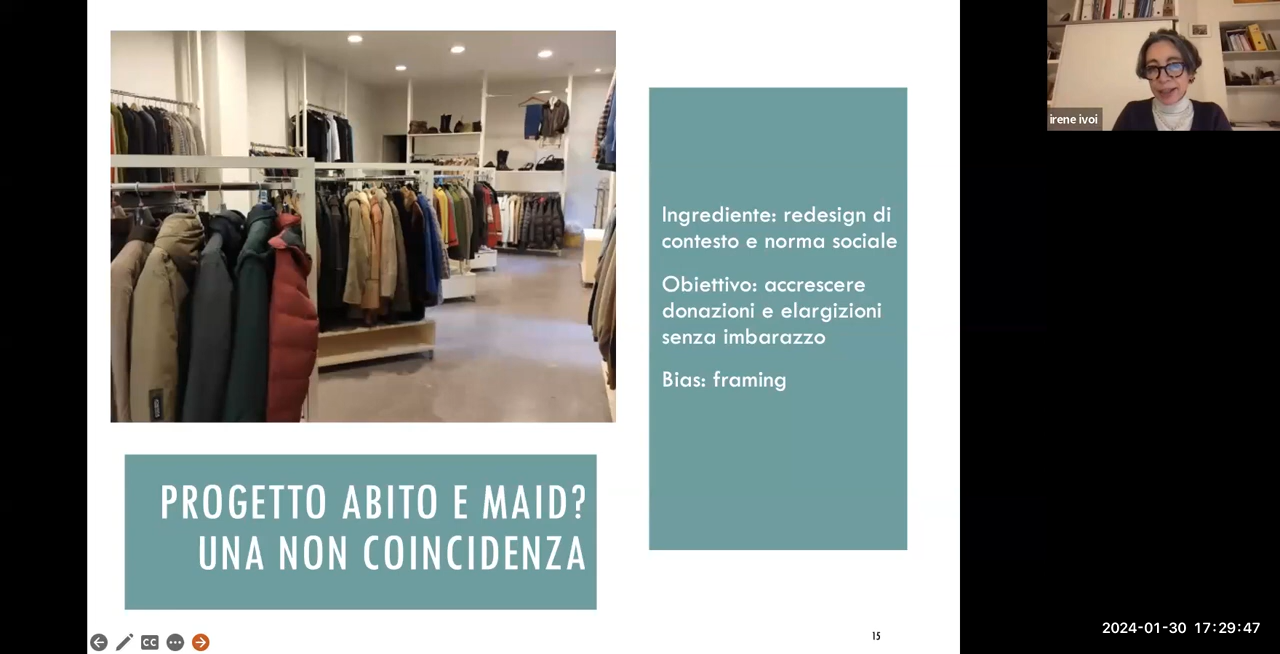 irene ivoi
Ingrediente: redesign di
contesto e norma sociale
Obiettivo: accrescere
donazioni e elargizioni
senza imbarazzo
Bias: framing
PROGETTO ABITO E MAID?
UNA NON COINCIDENZA
CC
15
2024-01-30 17:29:47